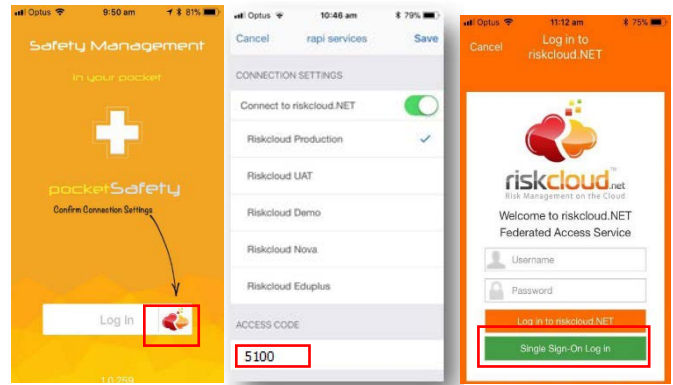 Optus 9:50 am 81%
Safety Management
in your pocket
pocketSafety
Confirm Connection Settings
Log In
1.0.259
Optus 10:46 am 79%
Cancel rapi services Save
CONNECTION SETTINGS
Connect to riskcloud.NET
Riskcloud Production
Riskcloud UAT
Riskcloud Demo
Riskcloud Nova
Riskcloud Eduplus
ACCESS CODE
5100
Optus 11:12 am 75%
Cancel
Log in to
riskcloud.NET
riskcloud.net™
Risk Management on the Cloud
Welcome to riskcloud.NET
Federated Access Service
Username
Password
Log in to riskcloud.NET
Single Sign-On Log in